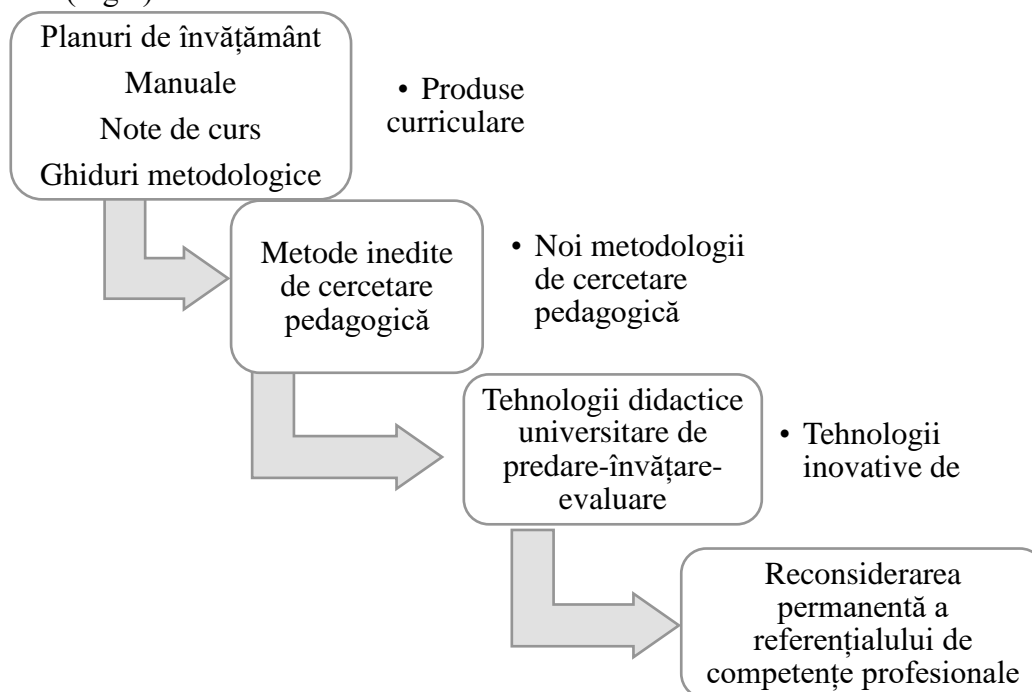 Planuri de învățământ
Manuale
Note de curs
Ghiduri metodologice
• Produse
curriculare
Metode inedite
de cercetare
pedagogică
• Noi metodologii
de cercetare
pedagogică
Tehnologii didactice
universitare de
predare-învățare-
evaluare
• Tehnologii
inovative de
Reconsiderarea
permanentă a
referențialului de
competențe profesionale